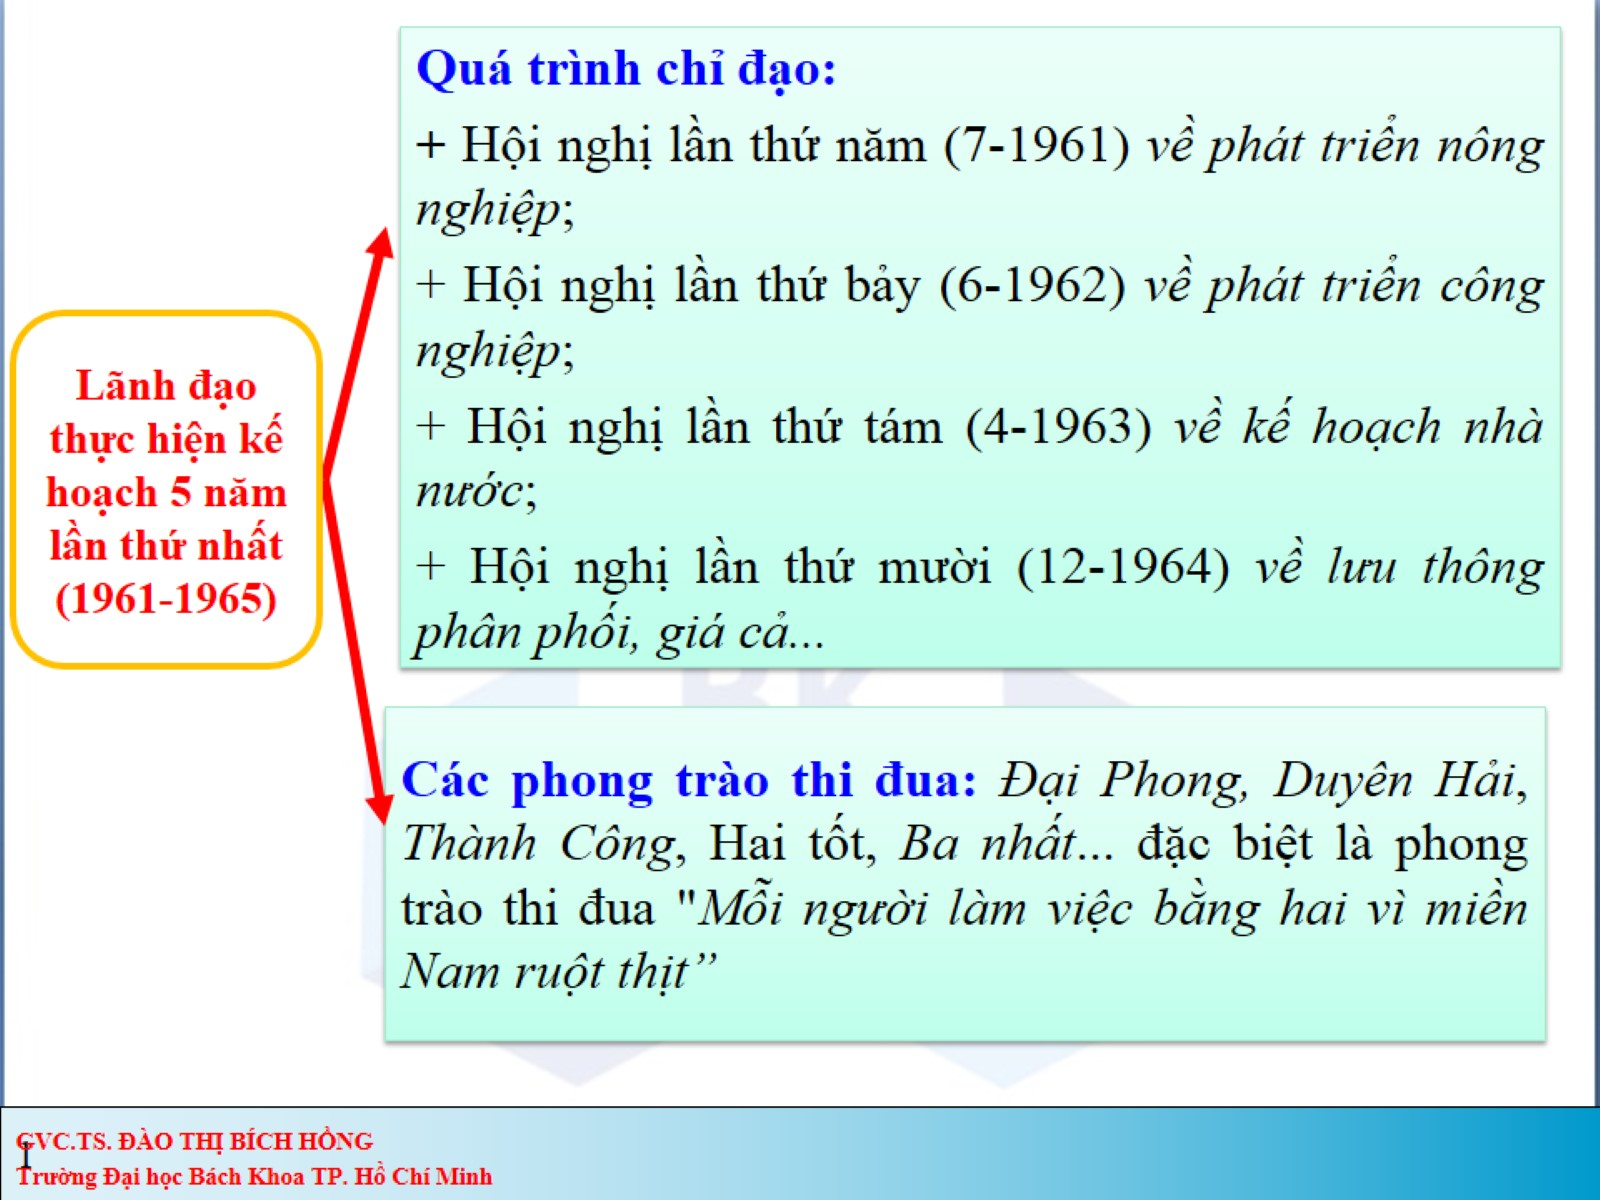 Quá trình chỉ đạo:
+ Hội nghị lần thứ năm (7-1961) về phát triển nông
nghiệp;
+ Hội nghị lần thứ bảy (6-1962) về phát triển công
nghiệp;
+ Hội nghị lần thứ tám (4-1963) về kế hoạch nhà
nước;
+ Hội nghị lần thứ mười (12-1964) về lưu thông
phân phối, giá cả...
Lãnh đạo
thực hiện kế
hoạch 5 năm
lần thứ nhất
(1961-1965)
Các phong trào thi đua: Đại Phong, Duyên Hải,
Thành Công, Hai tốt, Ba nhất... đặc biệt là phong
trào thi đua "Mỗi người làm việc bằng hai vì miền
Nam ruột thịt”
GVC.TS. ĐÀO THỊ BÍCH HỒNG
1
Trường Đại học Bách Khoa TP. Hồ Chí Minh